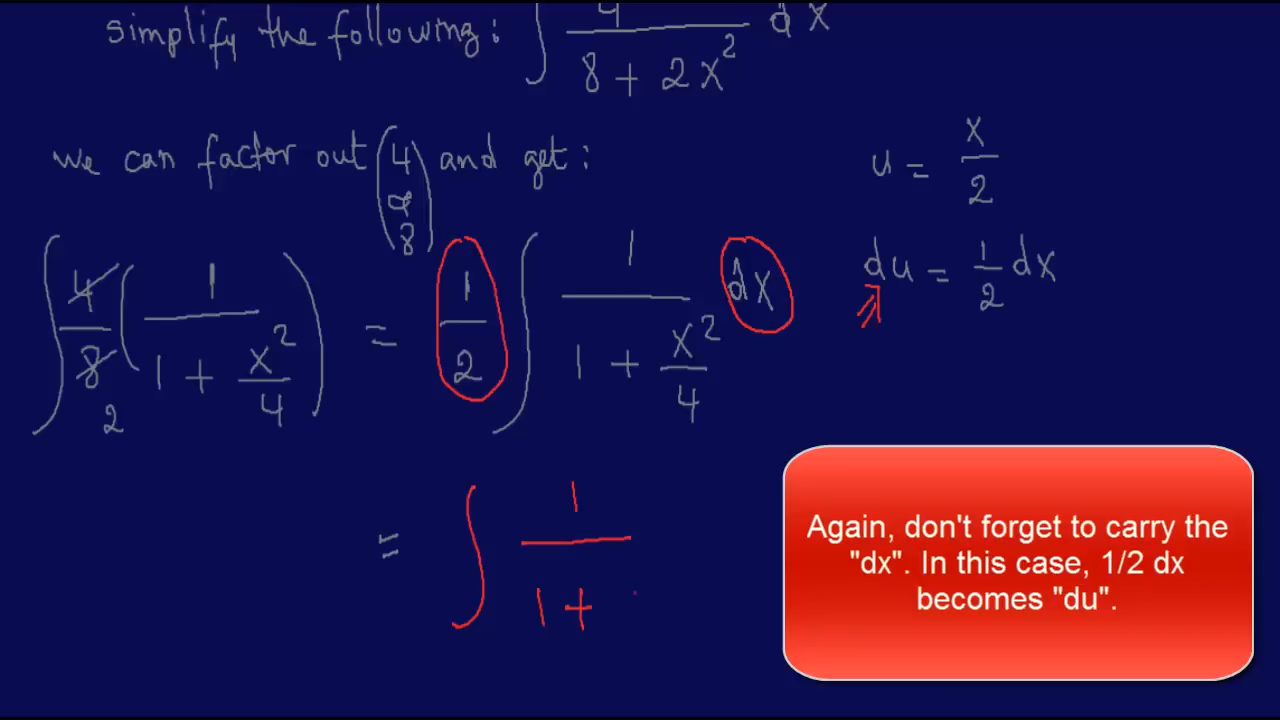 simplify the following: ∫ 4/(8 + 2x²) dx
we can factor out (4/8) and get:
u = x/2
du = 1/2 dx
∫ 4/8 (1/(1 + x²/4)) = 1/2 ∫ 1/(1 + x²/4) dx
2
= ∫ 1/(1 +
Again, don't forget to carry the
"dx". In this case, 1/2 dx
becomes "du".